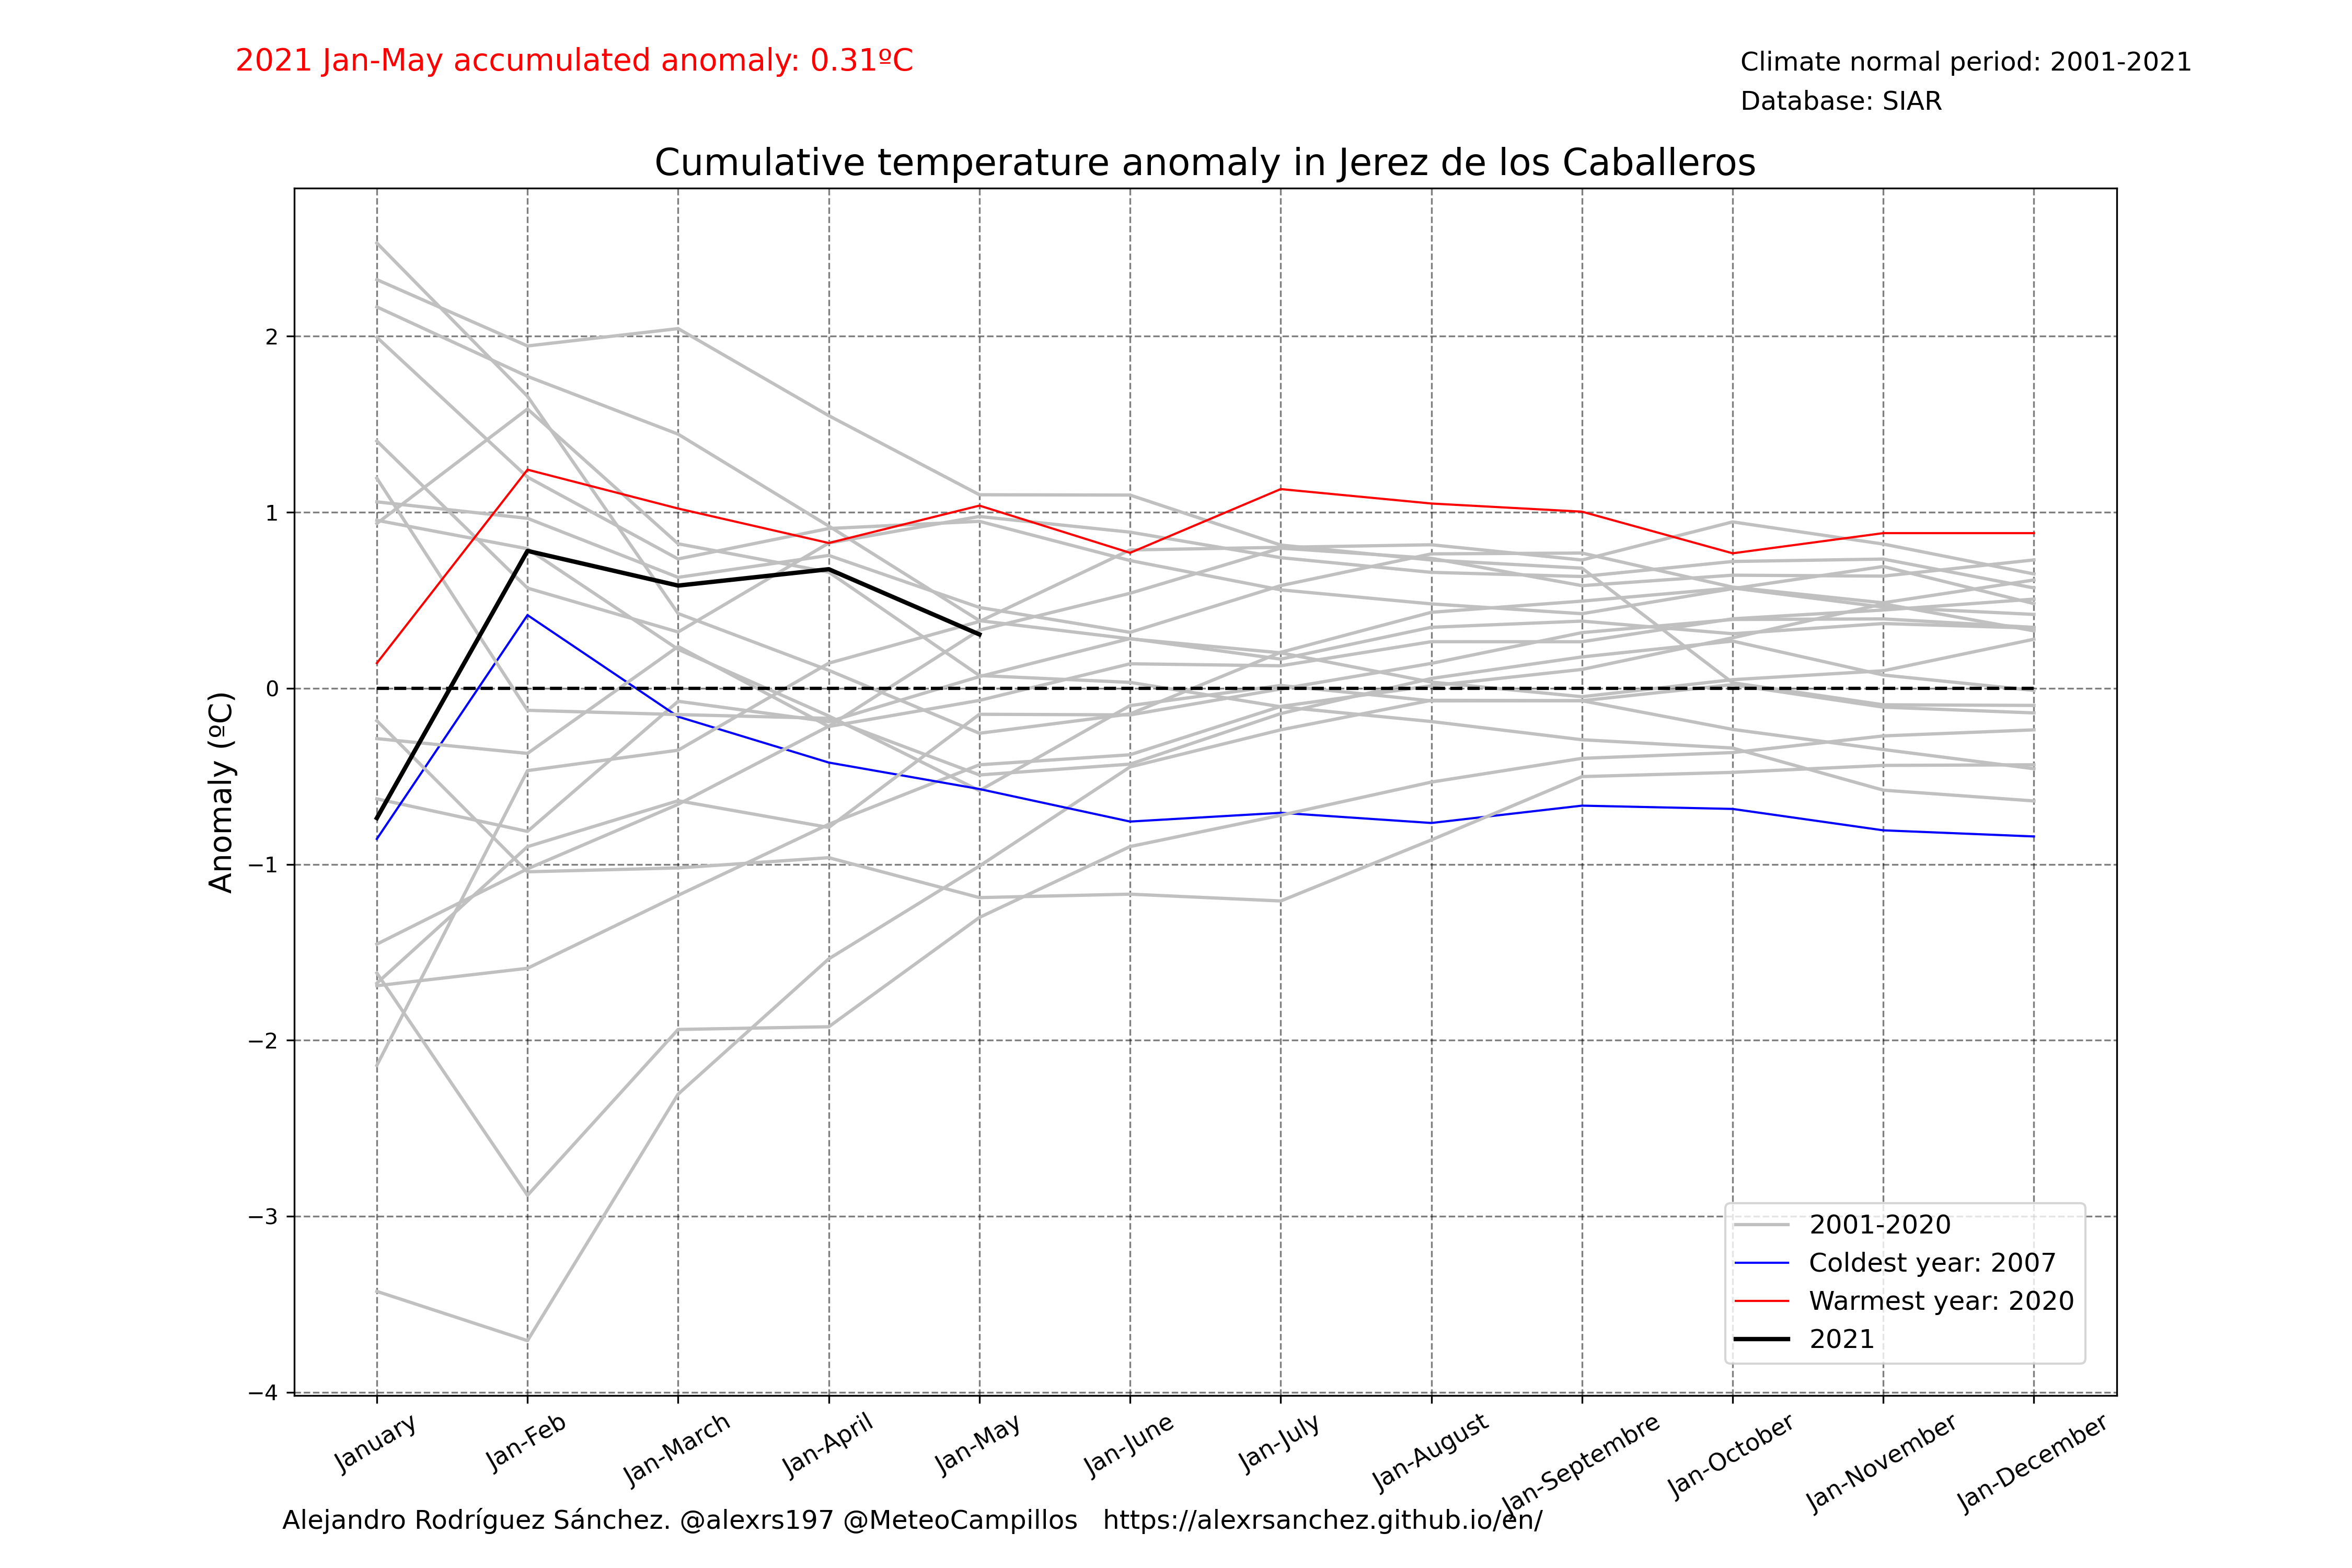 2021 Jan-May accumulated anomaly: 0.31ºC
Climate normal period: 2001-2021
Database: SIAR
Cumulative temperature anomaly in Jerez de los Caballeros
Anomaly (ºC)
2
1
0
−1
−2
−3
−4
2001-2020
Coldest year: 2007
Warmest year: 2020
2021
January
Jan-Feb
Jan-March
Jan-April
Jan-May
Jan-June
Jan-July
Jan-August
Jan-Septembre
Jan-October
Jan-November
Jan-December
Alejandro Rodríguez Sánchez. @alexrs197 @MeteoCampillos   https://alexrsanchez.github.io/en/